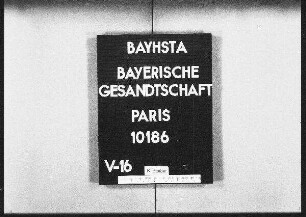 BAYHSTA
BAYERISCHE
GESANDTSCHAFT
PARIS
10186
V-16